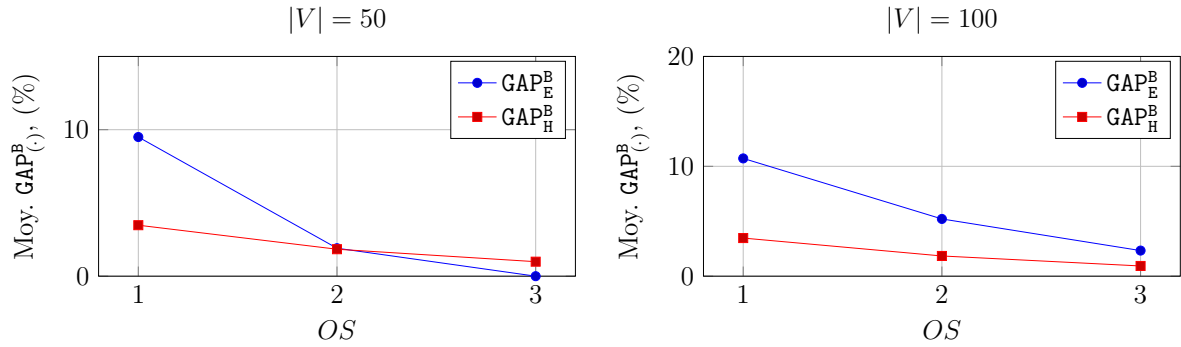 |V| = 50
10
0
1
2
3
Moy. GAP^B_(·), (%)
OS
GAP^B_E
GAP^B_H
|V| = 100
20
10
0
1
2
3
Moy. GAP^B_(·), (%)
OS
GAP^B_E
GAP^B_H